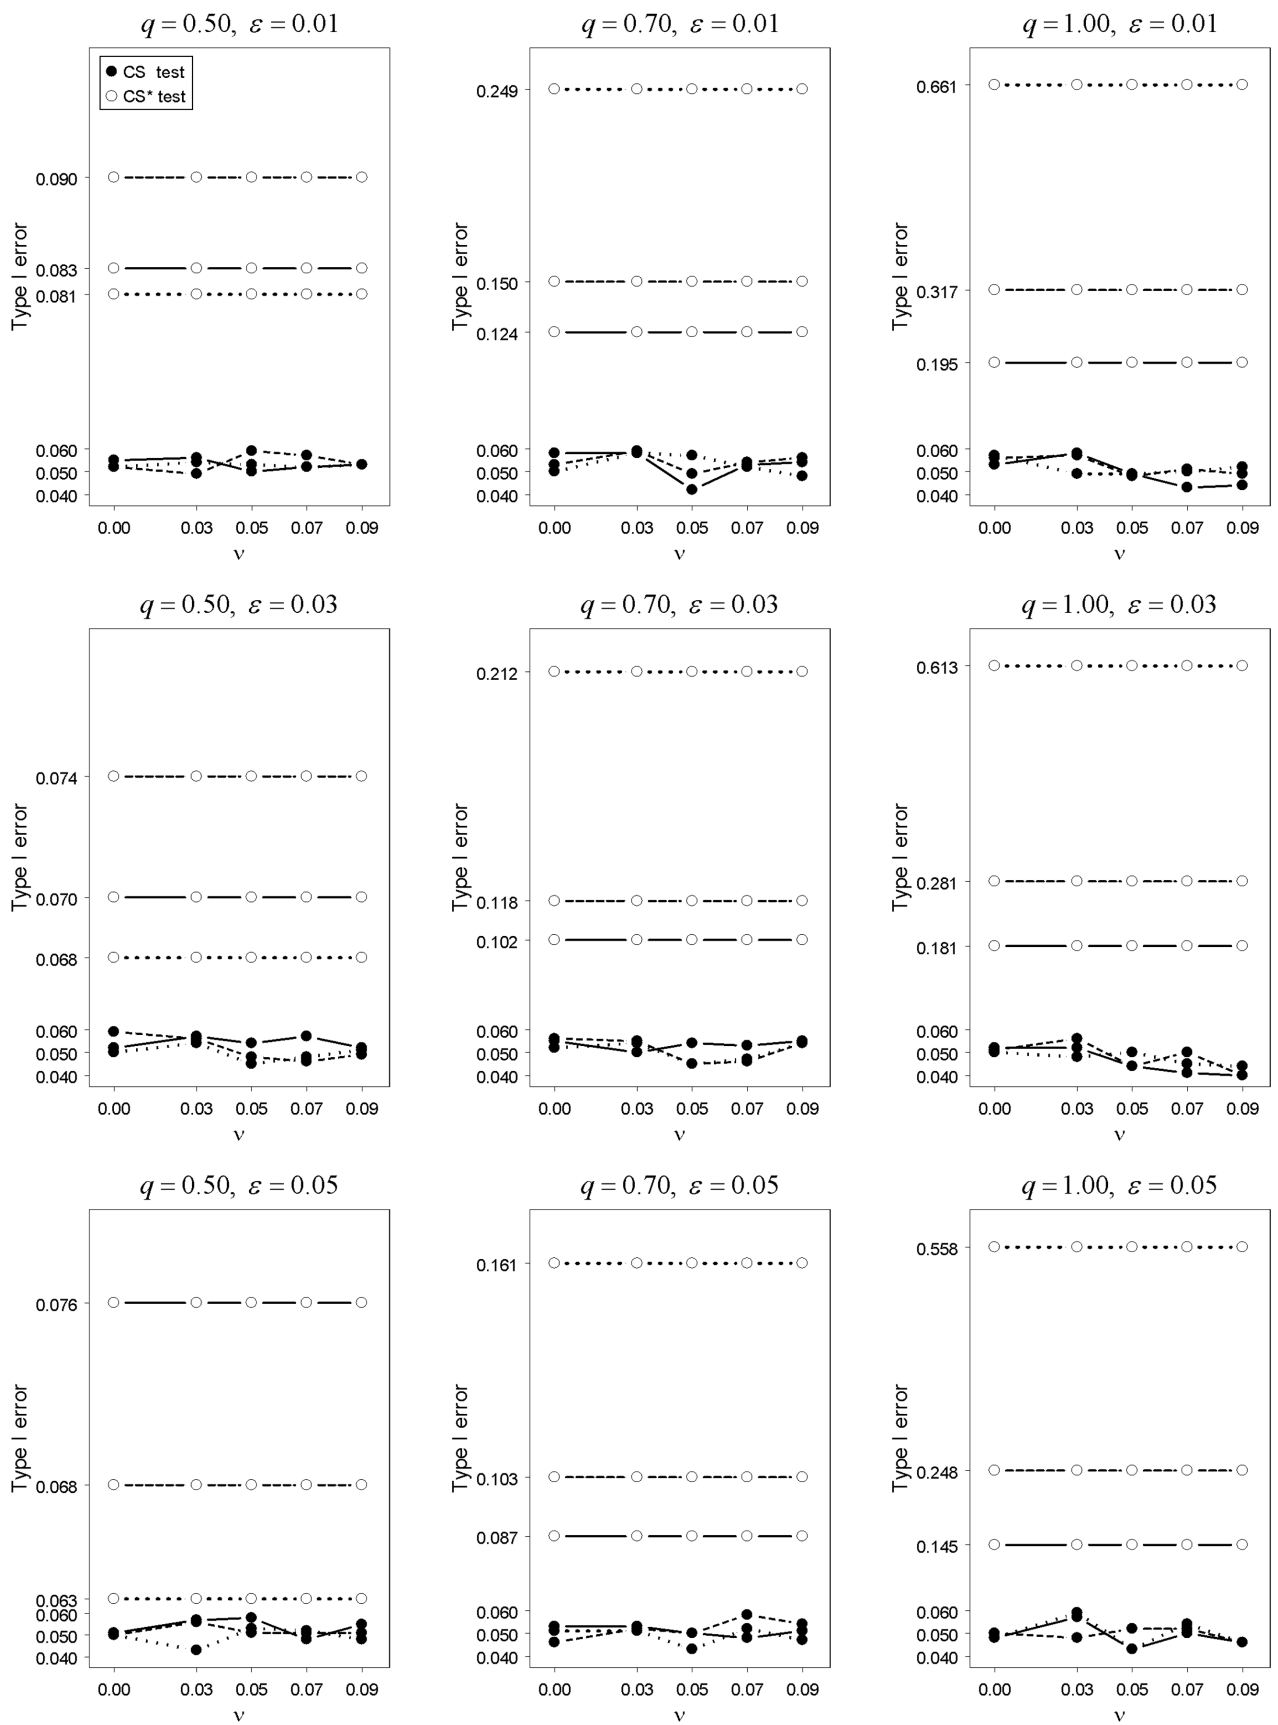 q = 0.50, ε = 0.01
CS test
CS* test
0.090
0.083
0.081
0.060
0.050
0.040
Type I error
0.00 0.03 0.05 0.07 0.09
ν
q = 0.70, ε = 0.01
0.249
0.150
0.124
0.060
0.050
0.040
Type I error
0.00 0.03 0.05 0.07 0.09
ν
q = 1.00, ε = 0.01
0.661
0.317
0.195
0.060
0.050
0.040
Type I error
0.00 0.03 0.05 0.07 0.09
ν
q = 0.50, ε = 0.03
0.074
0.070
0.068
0.060
0.050
0.040
Type I error
0.00 0.03 0.05 0.07 0.09
ν
q = 0.70, ε = 0.03
0.212
0.118
0.102
0.060
0.050
0.040
Type I error
0.00 0.03 0.05 0.07 0.09
ν
q = 1.00, ε = 0.03
0.613
0.281
0.181
0.060
0.050
0.040
Type I error
0.00 0.03 0.05 0.07 0.09
ν
q = 0.50, ε = 0.05
0.076
0.068
0.063
0.060
0.050
0.040
Type I error
0.00 0.03 0.05 0.07 0.09
ν
q = 0.70, ε = 0.05
0.161
0.103
0.087
0.060
0.050
0.040
Type I error
0.00 0.03 0.05 0.07 0.09
ν
q = 1.00, ε = 0.05
0.558
0.248
0.145
0.060
0.050
0.040
Type I error
0.00 0.03 0.05 0.07 0.09
ν